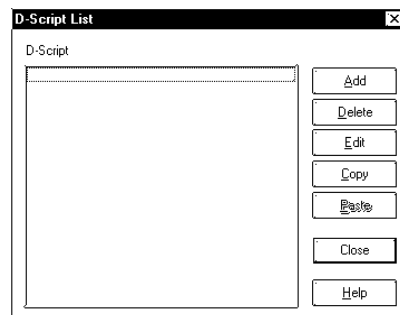 D-Script List
D-Script
Add
Delete
Edit
Copy
Paste
Close
Help